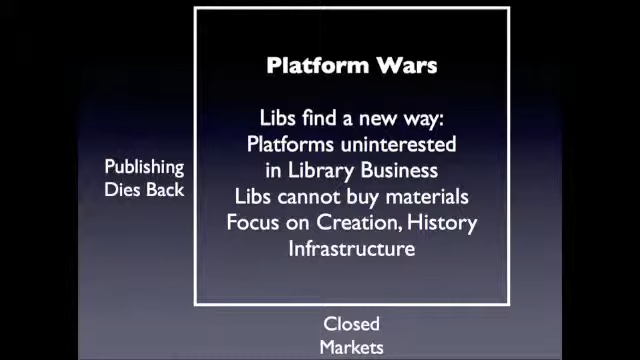 Platform Wars
Libs find a new way:
Platforms uninterested
in Library Business
Libs cannot buy materials
Focus on Creation, History
Infrastructure
Publishing
Dies Back
Closed
Markets